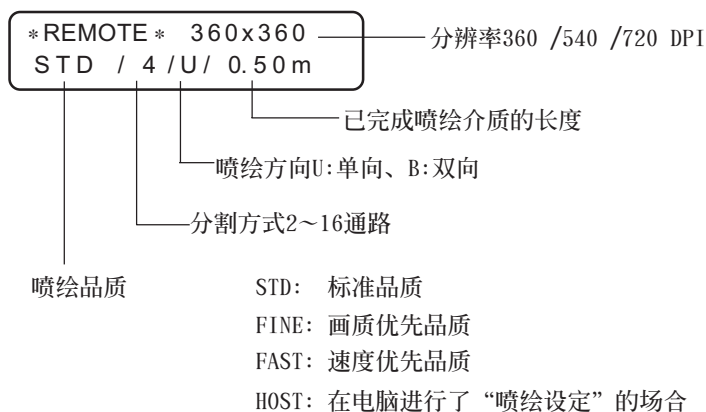 *REMOTE* 360x360
分辨率360 /540 /720 DPI
STD / 4 /U/ 0.50m
已完成喷绘介质的长度
喷绘方向U:单向、B:双向
分割方式2～16通路
喷绘品质
STD: 标准品质
FINE: 画质优先品质
FAST: 速度优先品质
HOST: 在电脑进行了“喷绘设定”的场合